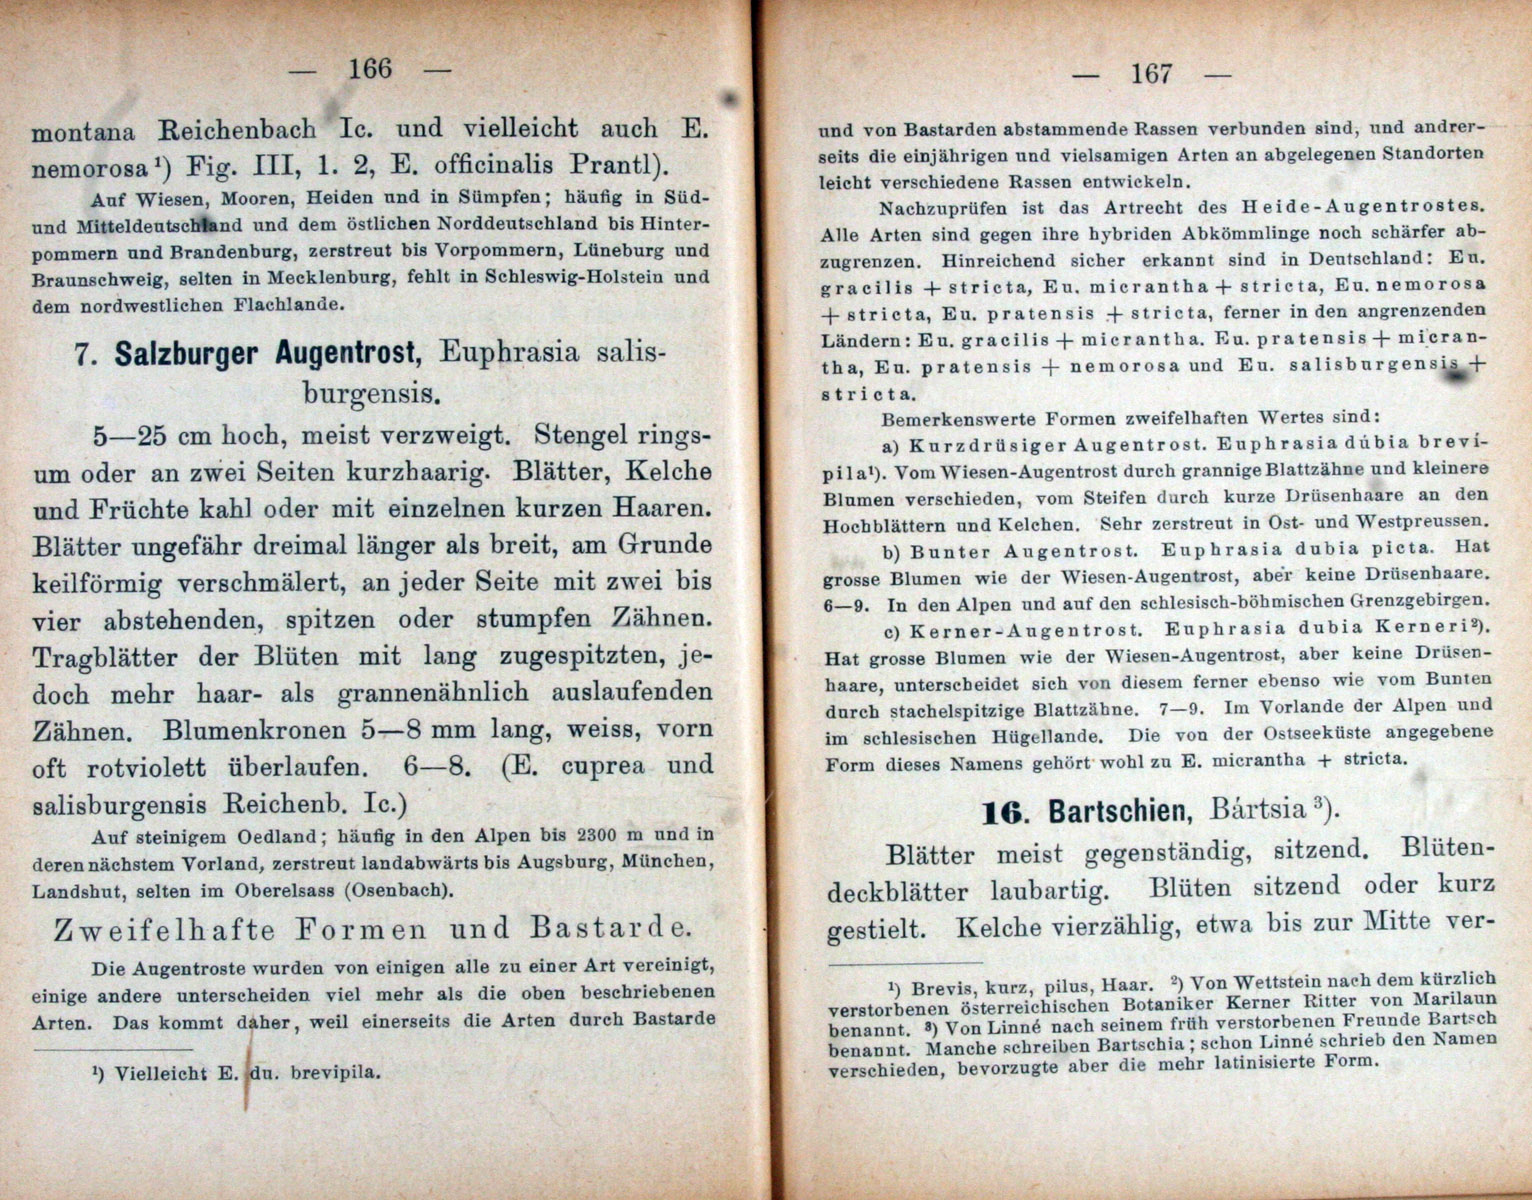 — 166 —
montana Reichenbach Ic. und vielleicht auch E.
nemorosa¹) Fig. III, 1. 2, E. officinalis Prantl).
Auf Wiesen, Mooren, Heiden und in Sümpfen; häufig in Süd-
und Mitteldeutschland und dem östlichen Norddeutschland bis Hinter-
pommern und Brandenburg, zerstreut bis Vorpommern, Lüneburg und
Braunschweig, selten in Mecklenburg, fehlt in Schleswig-Holstein und
dem nordwestlichen Flachlande.
7. Salzburger Augentrost, Euphrasia salis-
burgensis.
5—25 cm hoch, meist verzweigt. Stengel rings-
um oder an zwei Seiten kurzhaarig. Blätter, Kelche
und Früchte kahl oder mit einzelnen kurzen Haaren.
Blätter ungefähr dreimal länger als breit, am Grunde
keilförmig verschmälert, an jeder Seite mit zwei bis
vier abstehenden, spitzen oder stumpfen Zähnen.
Tragblätter der Blüten mit lang zugespitzten, je-
doch mehr haar- als grannenähnlich auslaufenden
Zähnen. Blumenkronen 5—8 mm lang, weiss, vorn
oft rotviolett überlaufen. 6—8. (E. cuprea und
salisburgensis Reichenb. Ic.)
Auf steinigem Oedland; häufig in den Alpen bis 2300 m und in
deren nächstem Vorland, zerstreut landabwärts bis Augsburg, München,
Landshut, selten im Oberelsass (Osenbach).
Zweifelhafte Formen und Bastarde.
Die Augentroste wurden von einigen alle zu einer Art vereinigt,
einige andere unterscheiden viel mehr als die oben beschriebenen
Arten. Das kommt daher, weil einerseits die Arten durch Bastarde
¹) Vielleicht E. du. brevipila.
— 167 —
und von Bastarden abstammende Rassen verbunden sind, und andrer-
seits die einjährigen und vielsamigen Arten an abgelegenen Standorten
leicht verschiedene Rassen entwickeln.
Nachzuprüfen ist das Artrecht des Heide-Augentrostes.
Alle Arten sind gegen ihre hybriden Abkömmlinge noch schärfer ab-
zugrenzen. Hinreichend sicher erkannt sind in Deutschland: Eu.
gracilis + stricta, Eu. micrantha + stricta, Eu. nemorosa
+ stricta, Eu. pratensis + stricta, ferner in den angrenzenden
Ländern: Eu. gracilis + micrantha. Eu. pratensis + micran-
tha, Eu. pratensis + nemorosa und Eu. salisburgensis +
stricta.
Bemerkenswerte Formen zweifelhaften Wertes sind:
a) Kurzdrüsiger Augentrost. Euphrasia dúbia brevi-
pila¹). Vom Wiesen-Augentrost durch grannige Blattzähne und kleinere
Blumen verschieden, vom Steifen durch kurze Drüsenhaare an den
Hochblättern und Kelchen. Sehr zerstreut in Ost- und Westpreussen.
b) Bunter Augentrost. Euphrasia dubia picta. Hat
grosse Blumen wie der Wiesen-Augentrost, aber keine Drüsenhaare.
6—9. In den Alpen und auf den schlesisch-böhmischen Grenzgebirgen.
c) Kerner-Augentrost. Euphrasia dubia Kerneri²).
Hat grosse Blumen wie der Wiesen-Augentrost, aber keine Drüsen-
haare, unterscheidet sich von diesem ferner ebenso wie vom Bunten
durch stachelspitzige Blattzähne. 7—9. Im Vorlande der Alpen und
im schlesischen Hügellande. Die von der Ostseeküste angegebene
Form dieses Namens gehört wohl zu E. micrantha + stricta.
16. Bartschien, Bártsia³).
Blätter meist gegenständig, sitzend. Blüten-
deckblätter laubartig. Blüten sitzend oder kurz
gestielt. Kelche vierzählig, etwa bis zur Mitte ver-
¹) Brevis, kurz, pilus, Haar. ²) Von Wettstein nach dem kürzlich
verstorbenen österreichischen Botaniker Kerner Ritter von Marilaun
benannt. ³) Von Linné nach seinem früh verstorbenen Freunde Bartsch
benannt. Manche schreiben Bartschia; schon Linné schrieb den Namen
verschieden, bevorzugte aber die mehr latinisierte Form.